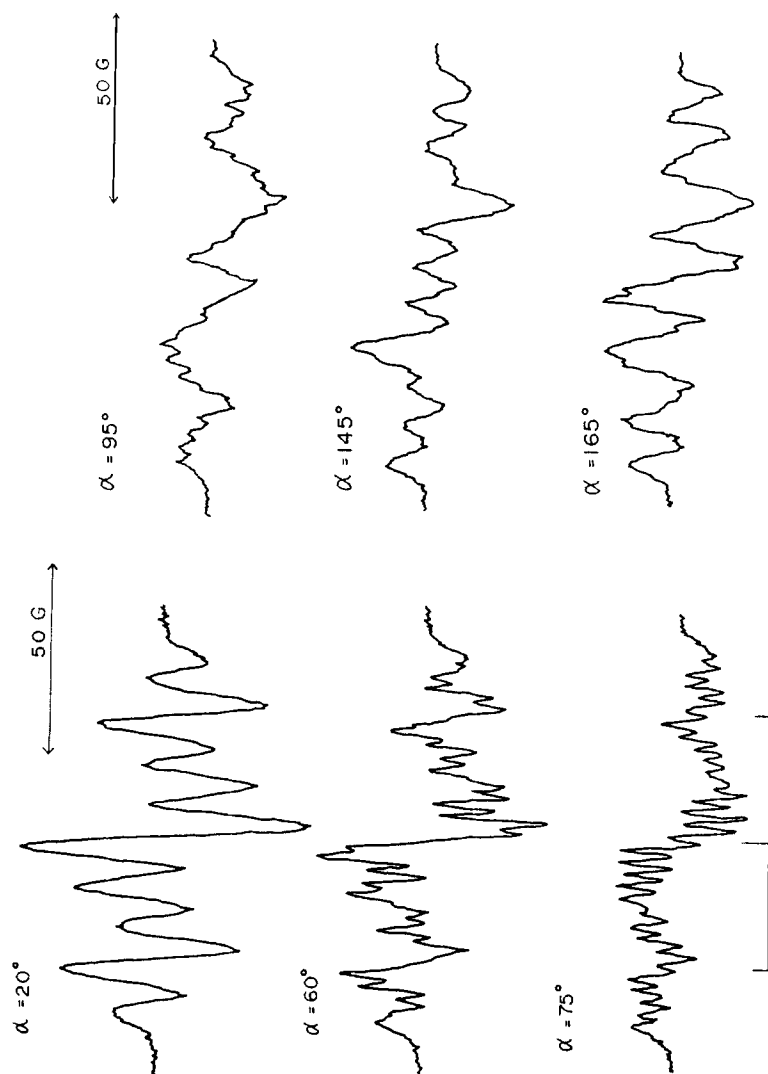 50 G
α = 95°
α = 145°
α = 165°
50 G
α = 20°
α = 60°
α = 75°